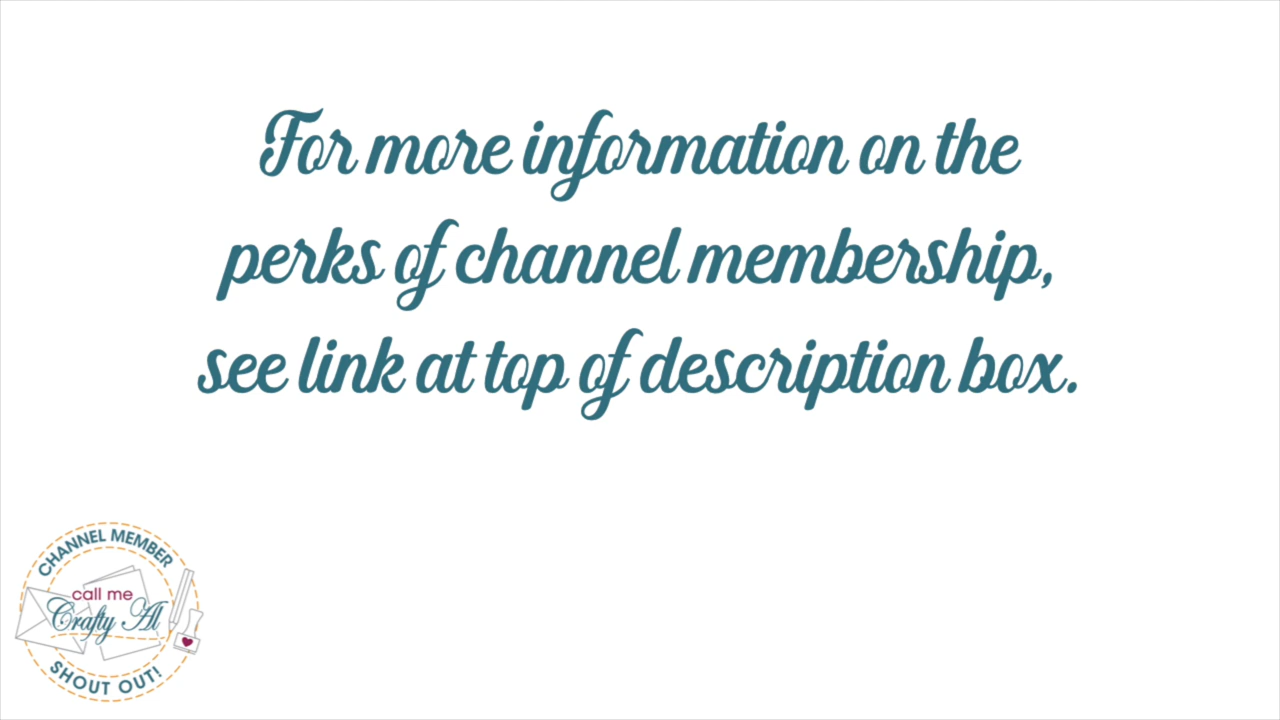 For more information on the
perks of channel membership,
see link at top of description box.
CHANNEL MEMBER
call me
Crafty Al
SHOUT OUT!